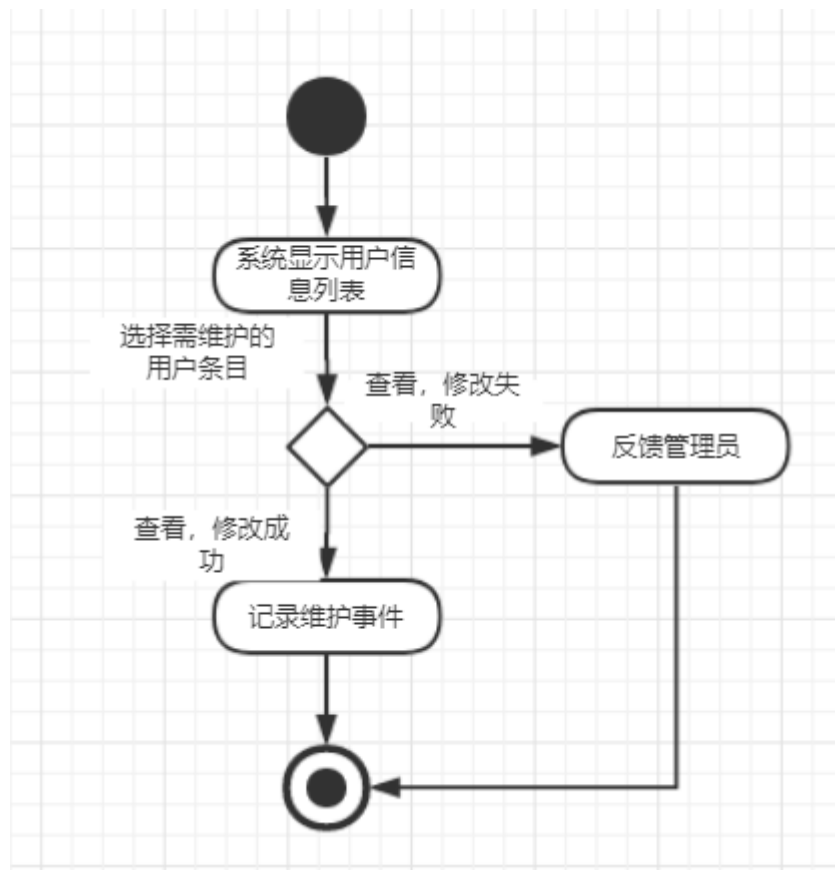 系统显示用户信
息列表
选择需维护的
用户条目
查看，修改失
败
反馈管理员
查看，修改成
功
记录维护事件